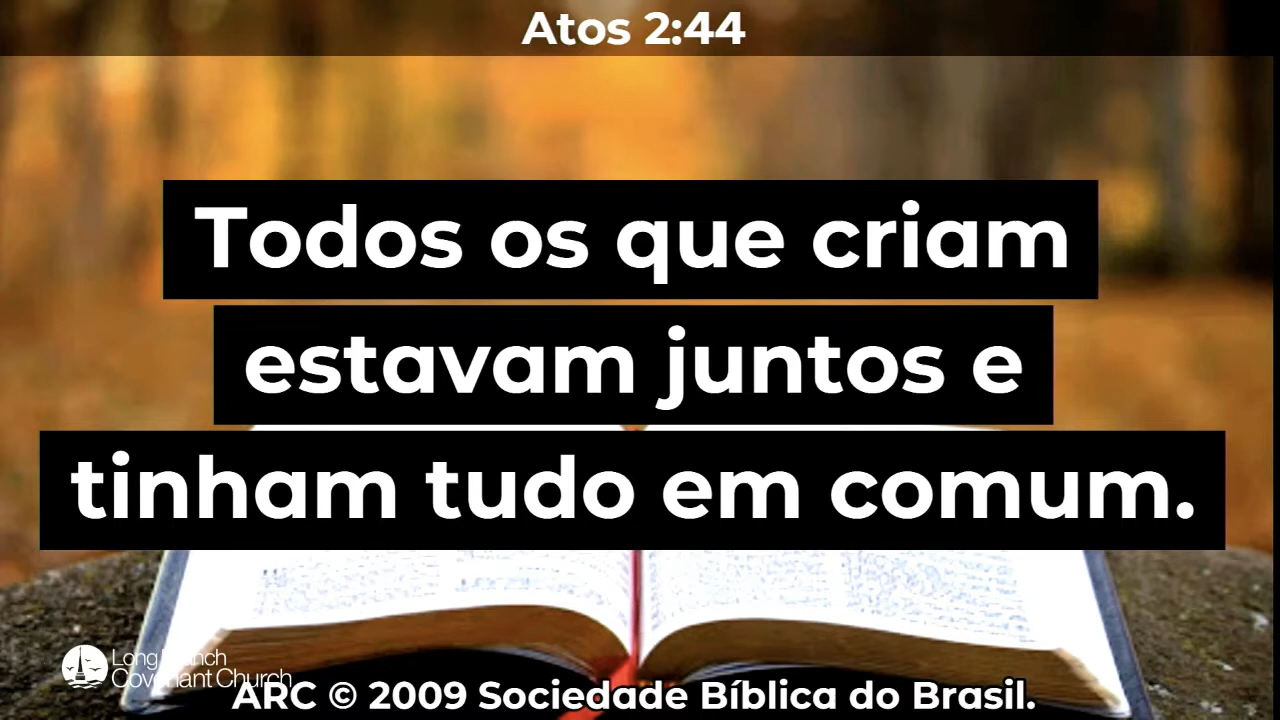 Atos 2:44
Todos os que criam
estavam juntos e
tinham tudo em comum.
Long Branch
Covenant Church
ARC © 2009 Sociedade Bíblica do Brasil.